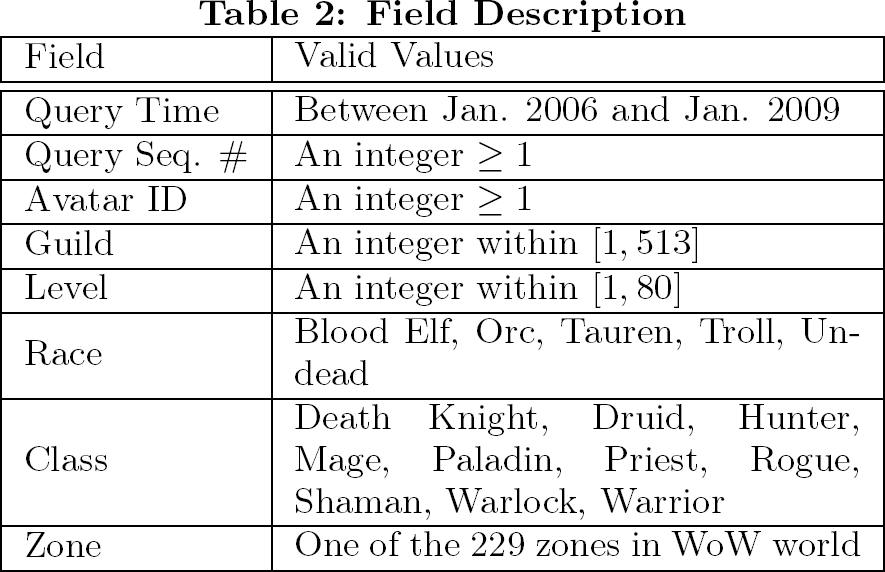 Table 2: Field Description
Field Valid Values
Query Time Between Jan. 2006 and Jan. 2009
Query Seq. # An integer ≥ 1
Avatar ID An integer ≥ 1
Guild An integer within [1, 513]
Level An integer within [1, 80]
Race Blood Elf, Orc, Tauren, Troll, Un-
dead
Class Death Knight, Druid, Hunter,
Mage, Paladin, Priest, Rogue,
Shaman, Warlock, Warrior
Zone One of the 229 zones in WoW world